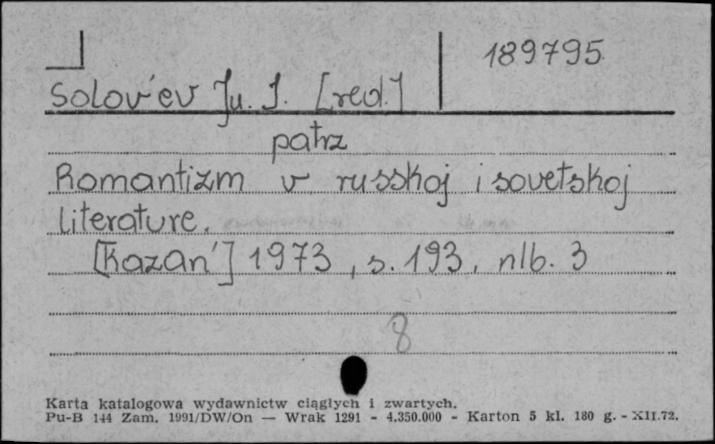 189795
Solov'ev Ju. I. [red.]
patrz
Romantizm v russkoj i sovetskoj
literature.
[Kazan'] 1973, s. 193, nlb. 3
8
Karta katalogowa wydawnictw ciągłych i zwartych.
Pu-B 144 Zam. 1991/DW/On — Wrak 1291 - 4.350.000 - Karton 5 kl. 180 g. - XII.72.